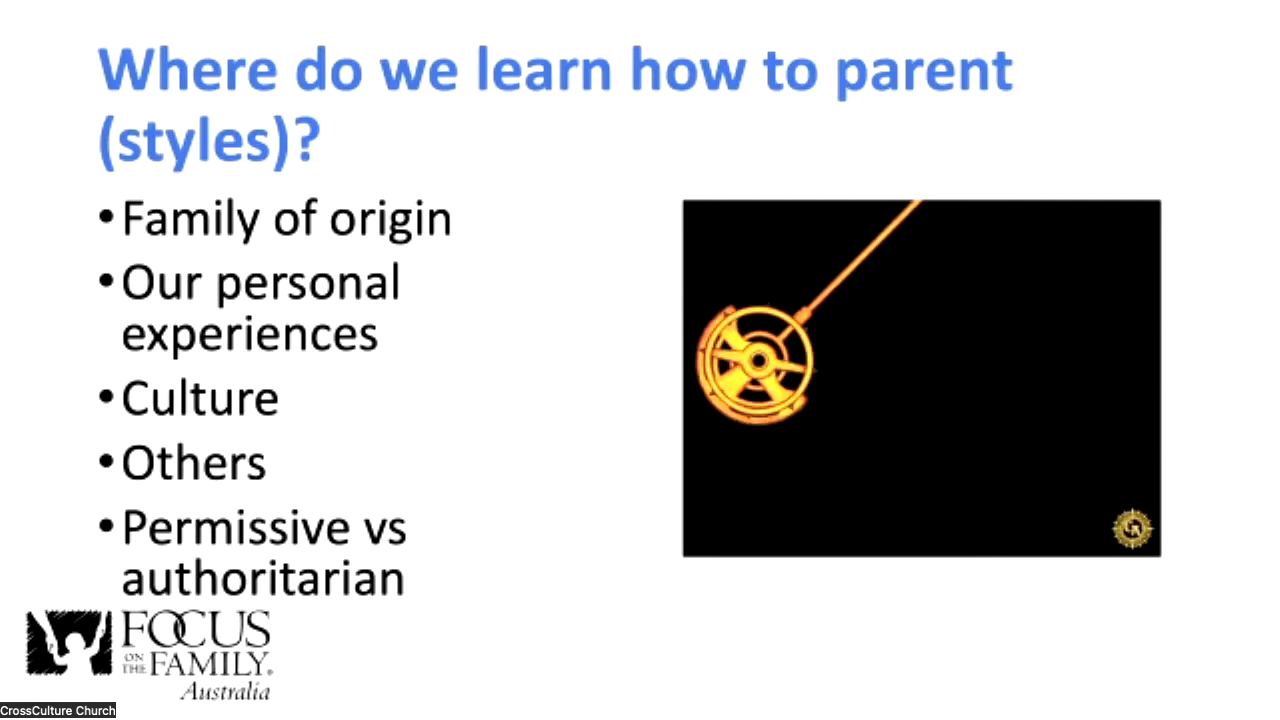 Where do we learn how to parent
(styles)?
•Family of origin
•Our personal
experiences
•Culture
•Others
•Permissive vs
authoritarian
FOCUS
ON THE FAMILY®
Australia
CrossCulture Church